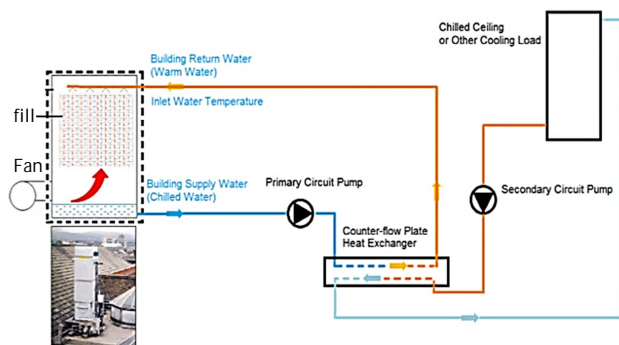 Chilled Ceiling
or Other Cooling Load
Building Return Water
(Warm Water)
Inlet Water Temperature
fill
Fan
Building Supply Water
(Chilled Water)
Primary Circuit Pump
Secondary Circuit Pump
Counter-flow Plate
Heat Exchanger